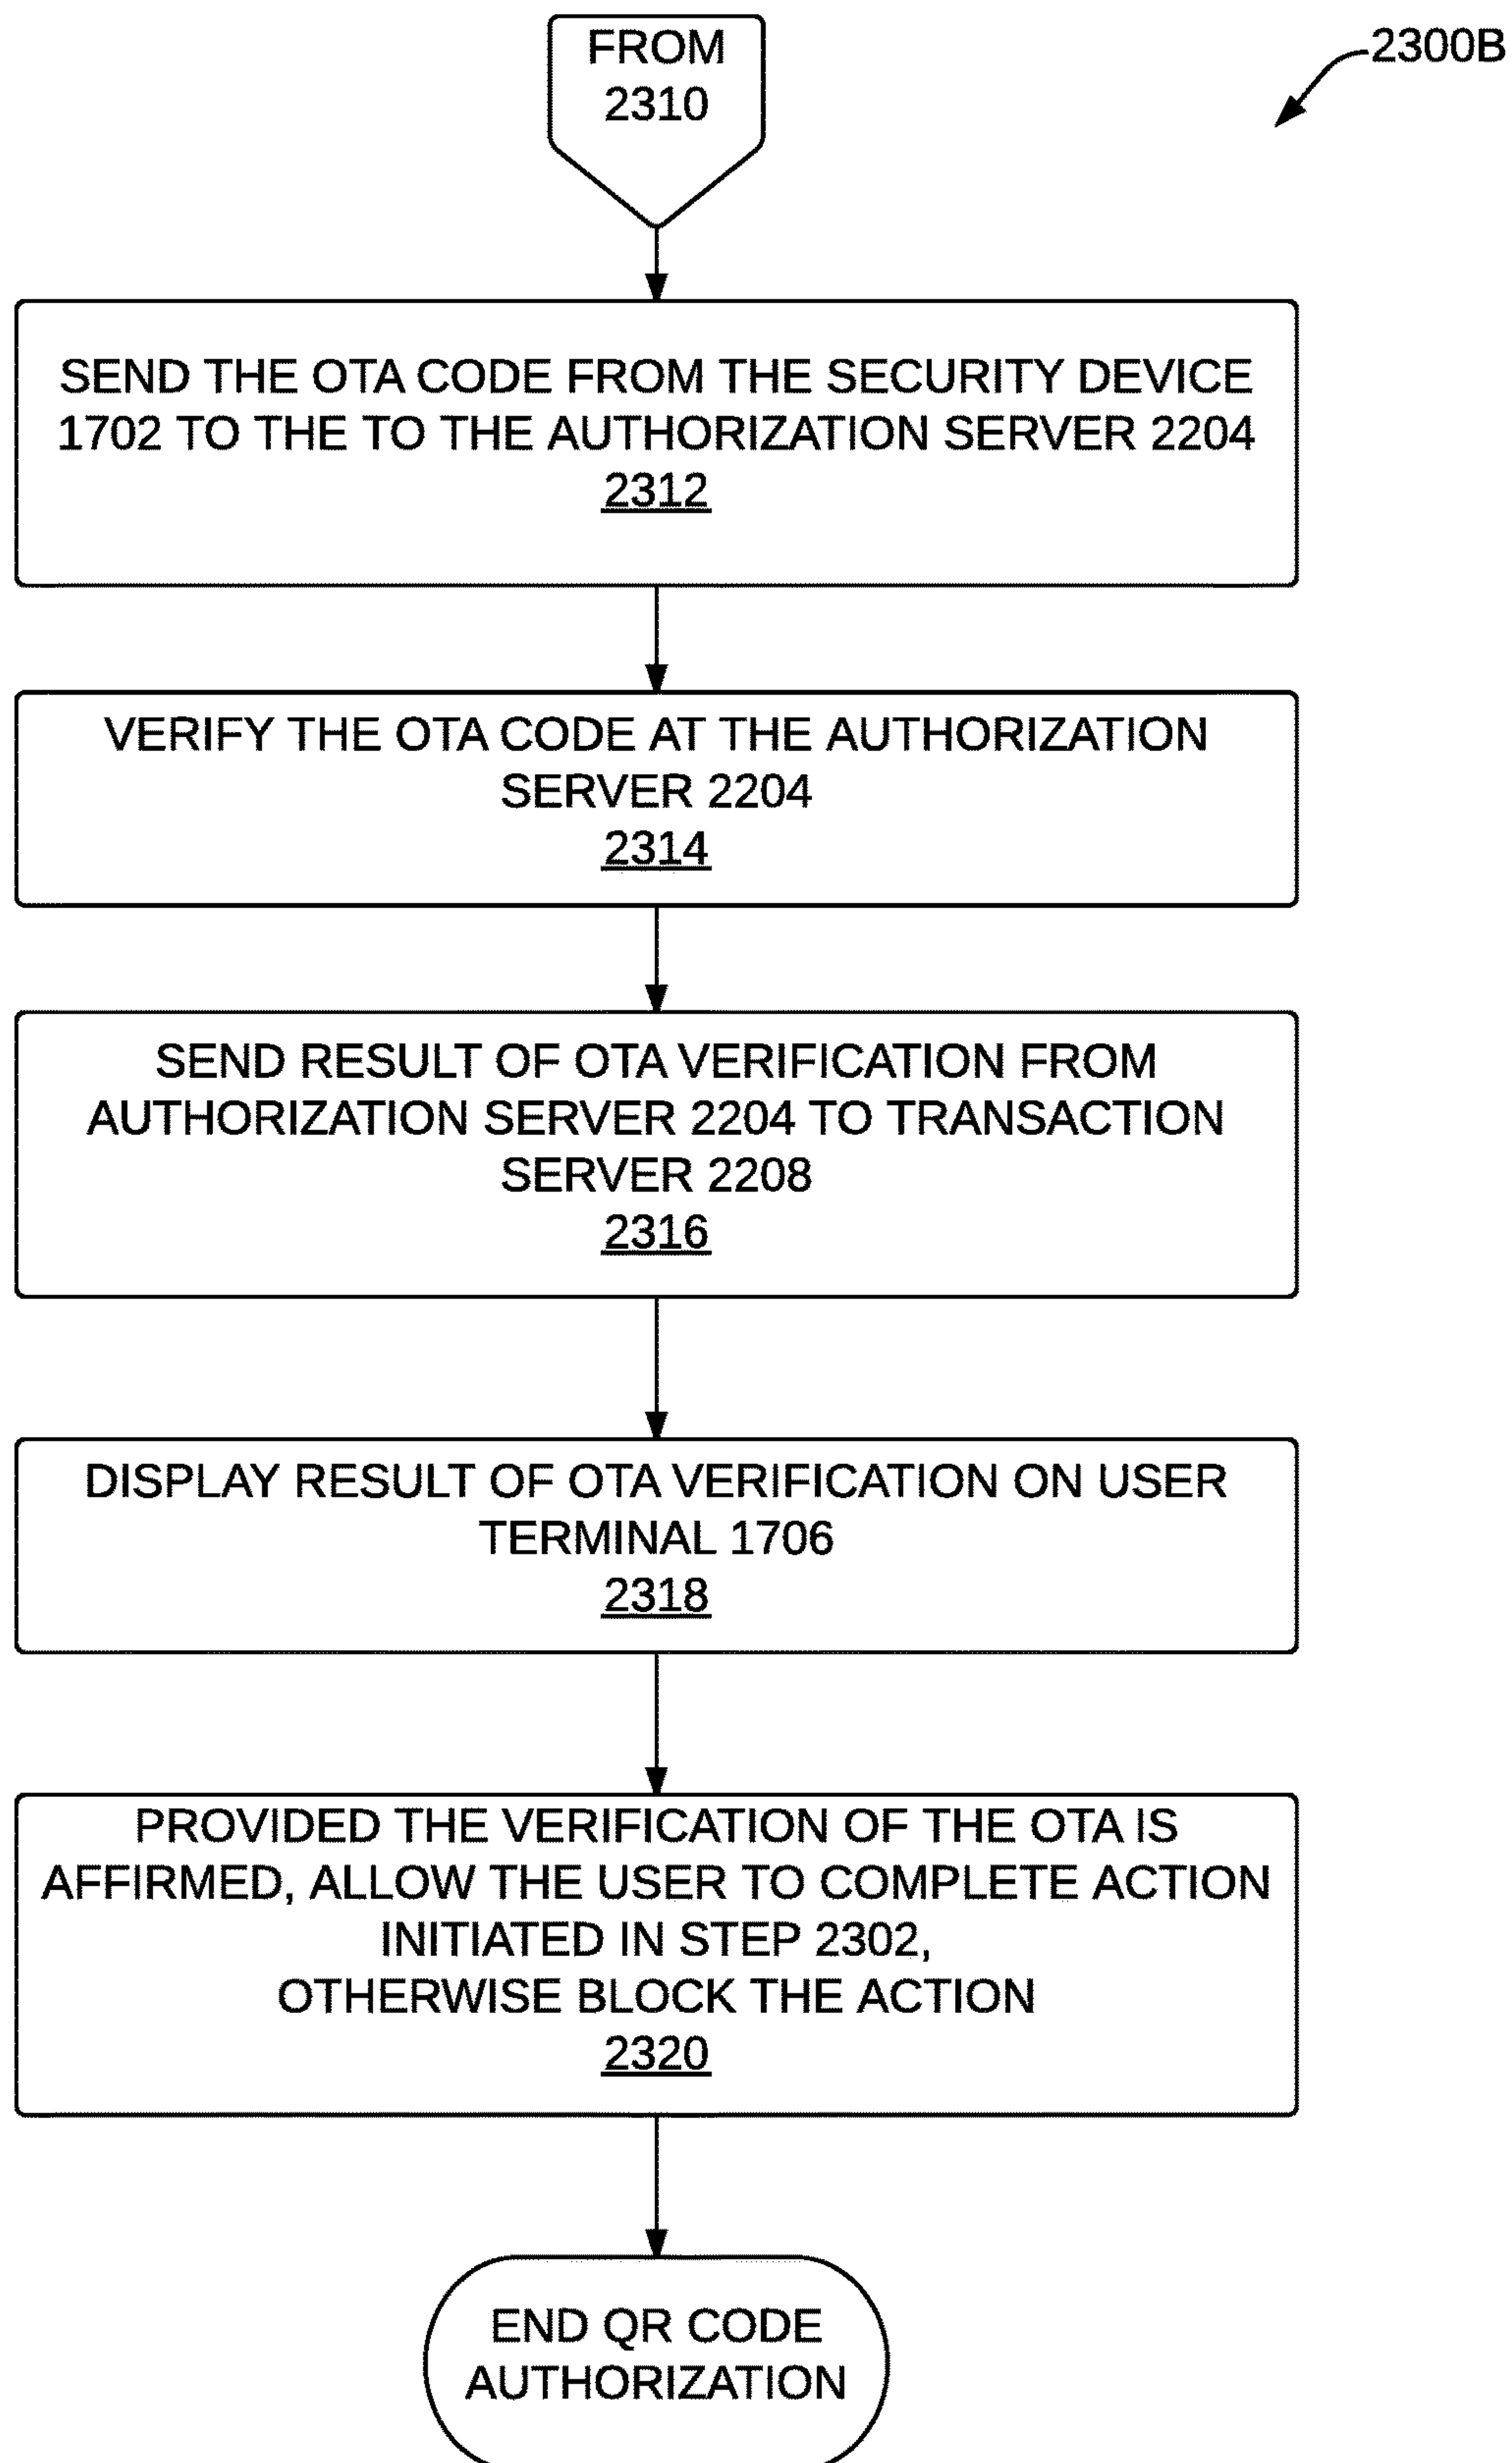 FROM
2310
2300B
SEND THE OTA CODE FROM THE SECURITY DEVICE
1702 TO THE TO THE AUTHORIZATION SERVER 2204
2312
VERIFY THE OTA CODE AT THE AUTHORIZATION
SERVER 2204
2314
SEND RESULT OF OTA VERIFICATION FROM
AUTHORIZATION SERVER 2204 TO TRANSACTION
SERVER 2208
2316
DISPLAY RESULT OF OTA VERIFICATION ON USER
TERMINAL 1706
2318
PROVIDED THE VERIFICATION OF THE OTA IS
AFFIRMED, ALLOW THE USER TO COMPLETE ACTION
INITIATED IN STEP 2302,
OTHERWISE BLOCK THE ACTION
2320
END QR CODE
AUTHORIZATION